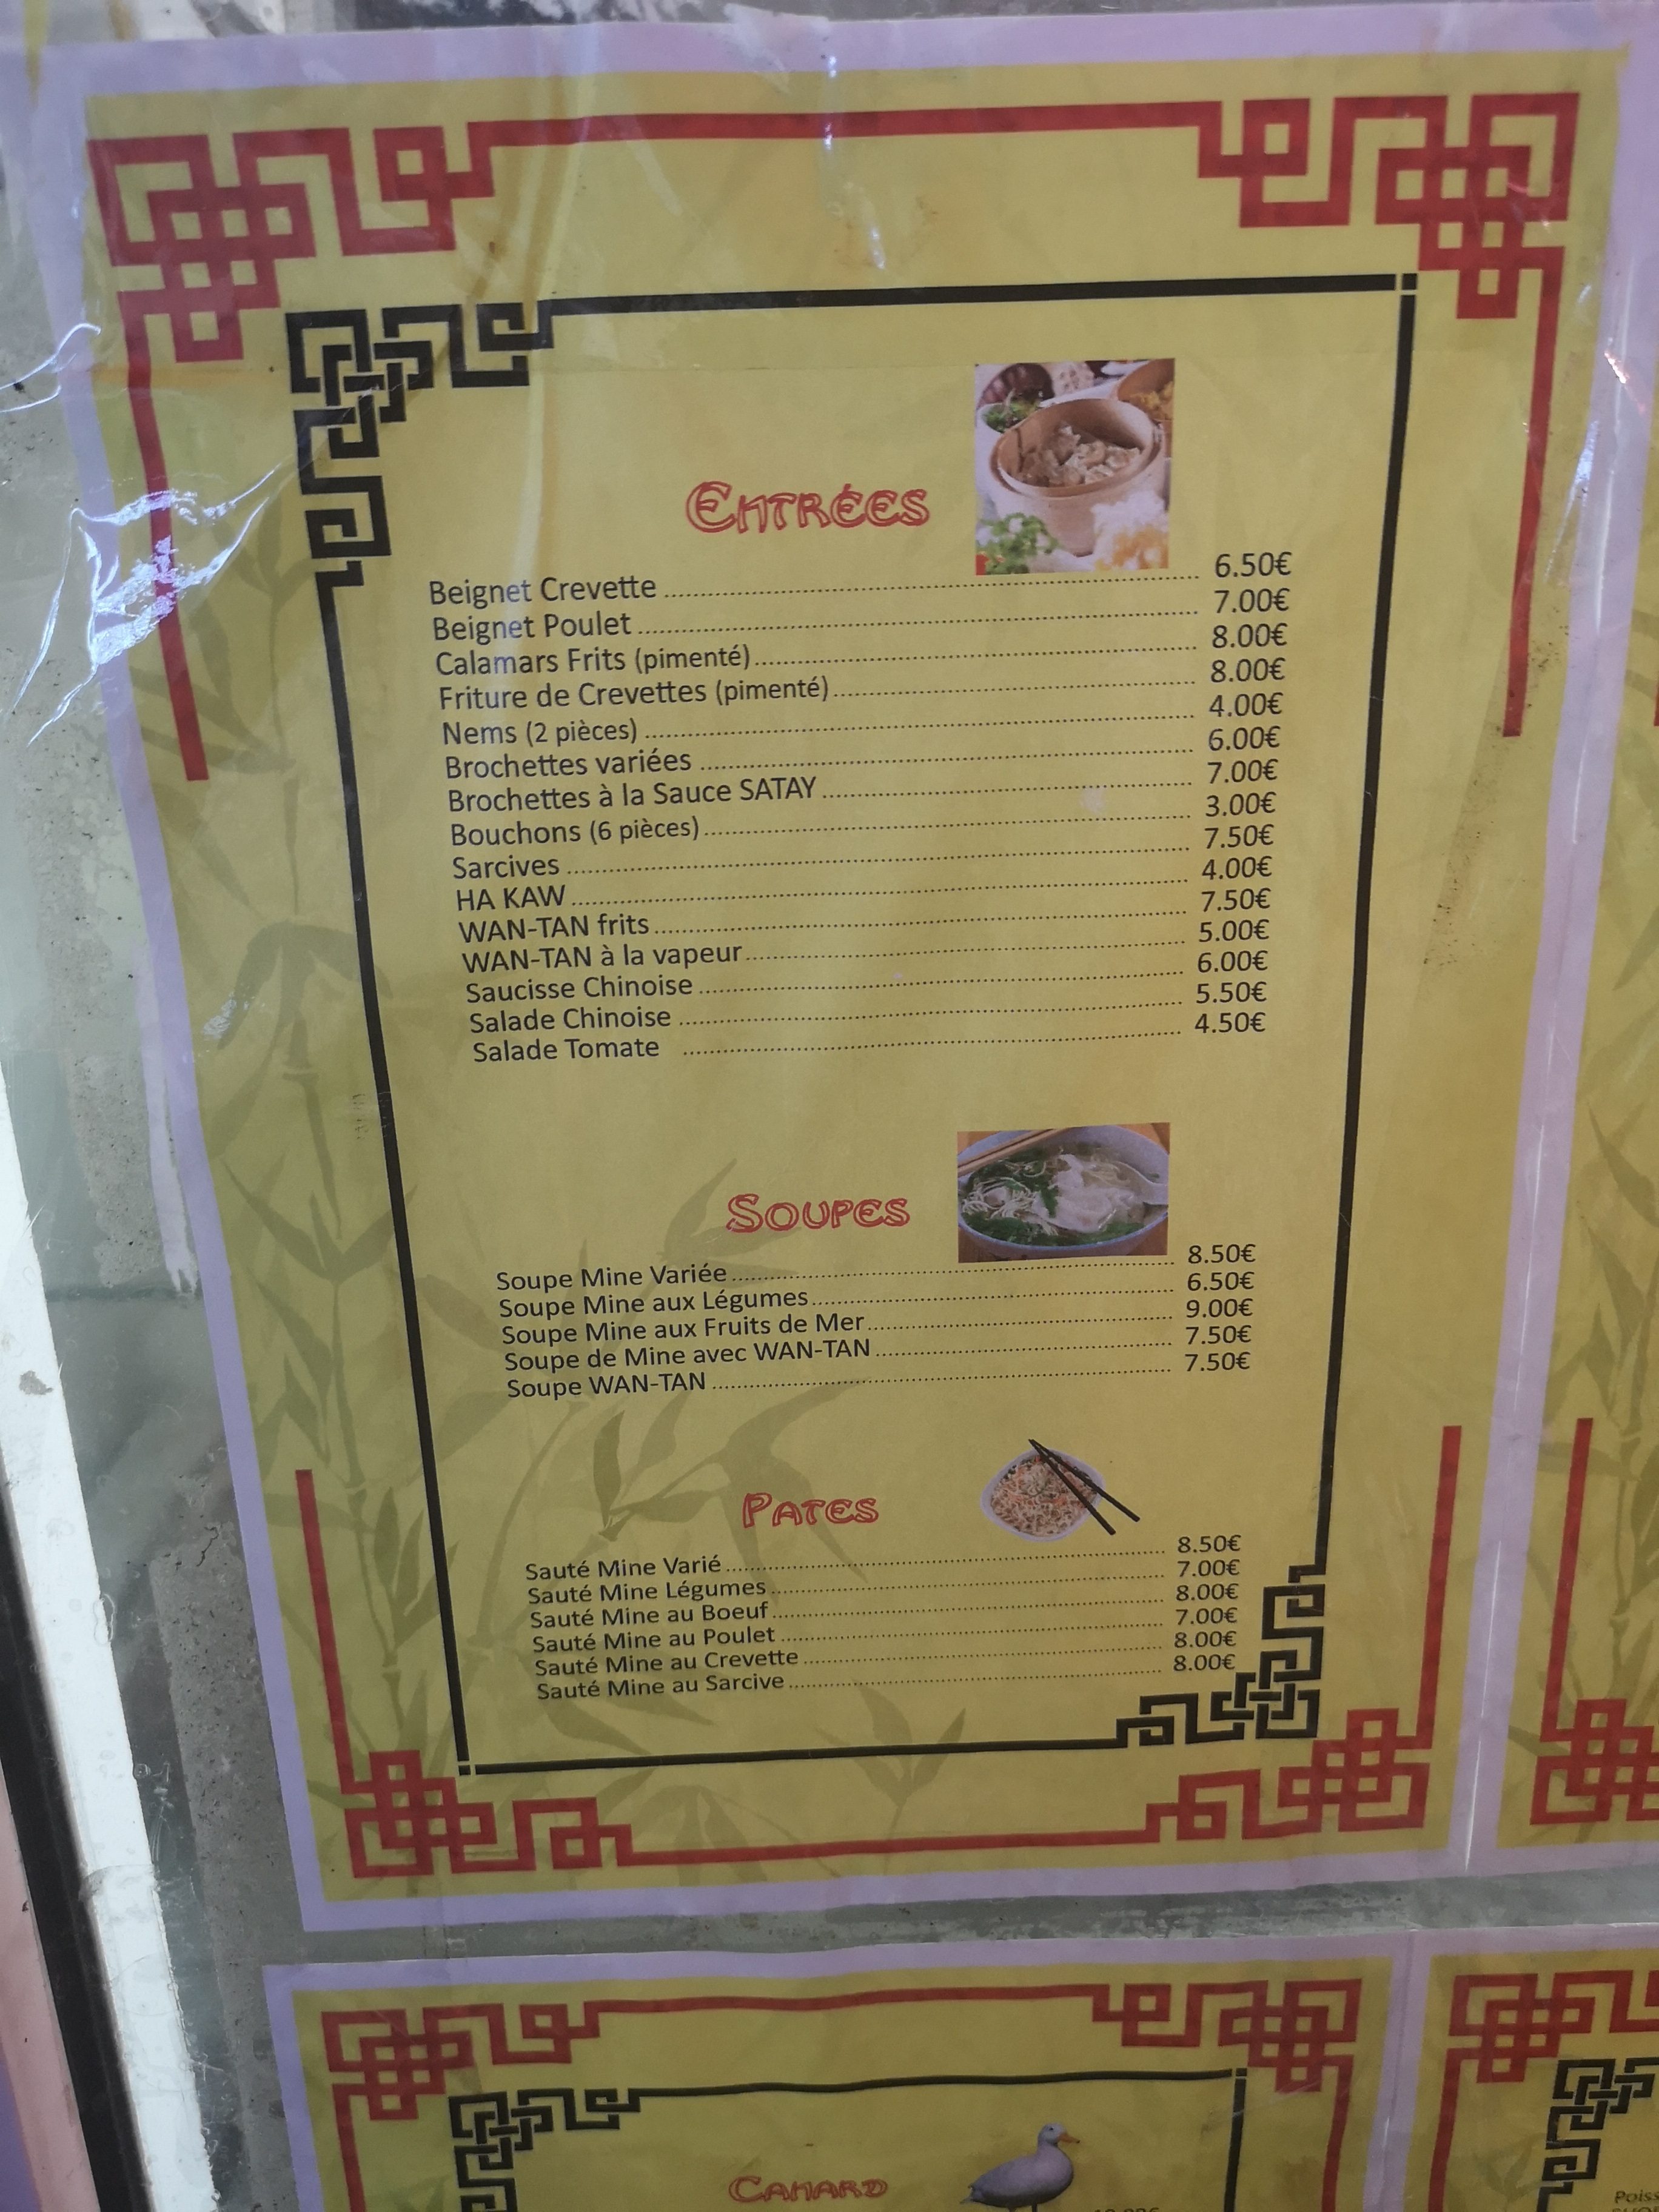 ENTRÉES
Beignet Crevette ........ 6.50€
Beignet Poulet ........ 7.00€
Calamars Frits (pimenté) ........ 8.00€
Friture de Crevettes (pimenté) ........ 8.00€
Nems (2 pièces) ........ 4.00€
Brochettes variées ........ 6.00€
Brochettes à la Sauce SATAY ........ 7.00€
Bouchons (6 pièces) ........ 3.00€
Sarcives ........ 7.50€
HA KAW ........ 4.00€
WAN-TAN frits ........ 7.50€
WAN-TAN à la vapeur ........ 5.00€
Saucisse Chinoise ........ 6.00€
Salade Chinoise ........ 5.50€
Salade Tomate ........ 4.50€
SOUPES
Soupe Mine Variée ........ 8.50€
Soupe Mine aux Légumes ........ 6.50€
Soupe Mine aux Fruits de Mer ........ 9.00€
Soupe de Mine avec WAN-TAN ........ 7.50€
Soupe WAN-TAN ........ 7.50€
PATES
Sauté Mine Varié ........ 8.50€
Sauté Mine Légumes ........ 7.00€
Sauté Mine au Boeuf ........ 8.00€
Sauté Mine au Poulet ........ 7.00€
Sauté Mine au Crevette ........ 8.00€
Sauté Mine au Sarcive ........ 8.00€
CANARD